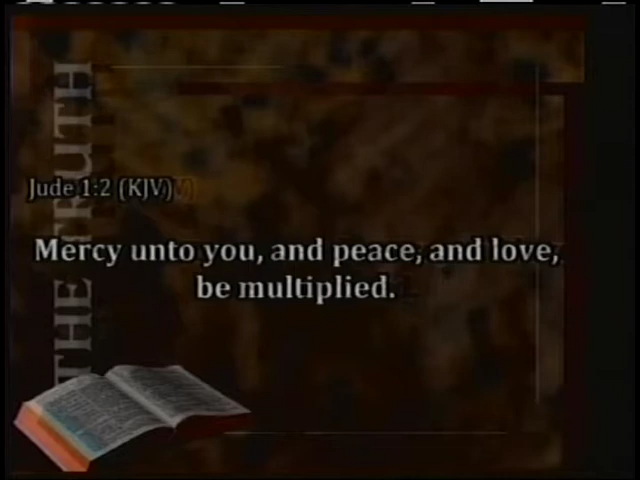 THE TRUTH
Jude 1:2 (KJV)
Mercy unto you, and peace, and love,
be multiplied.